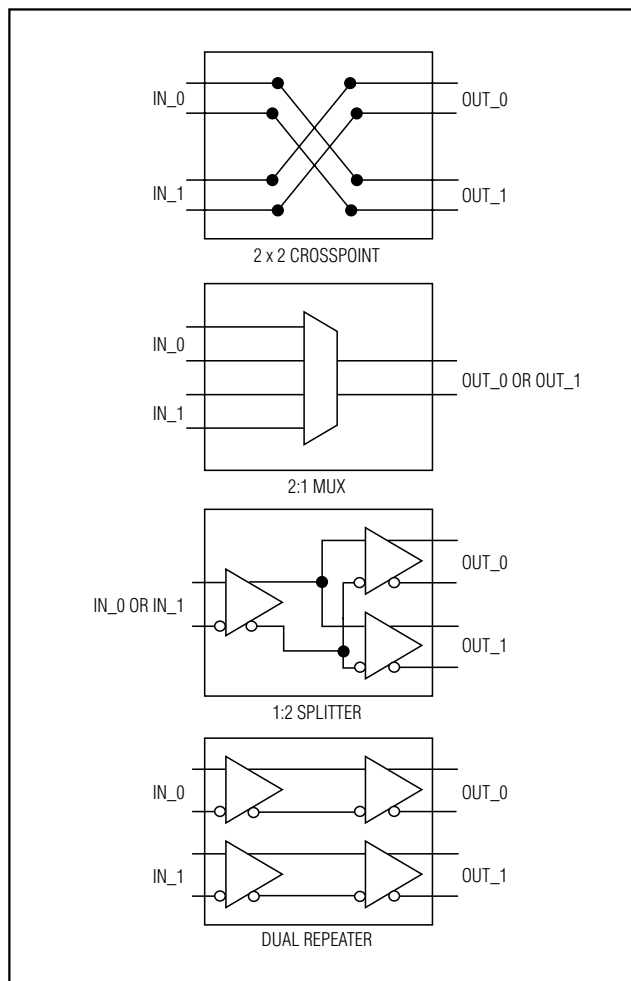 IN_0
OUT_0
IN_1
OUT_1
2 x 2 CROSSPOINT
IN_0
OUT_0 OR OUT_1
IN_1
2:1 MUX
OUT_0
IN_0 OR IN_1
OUT_1
1:2 SPLITTER
IN_0
OUT_0
IN_1
OUT_1
DUAL REPEATER